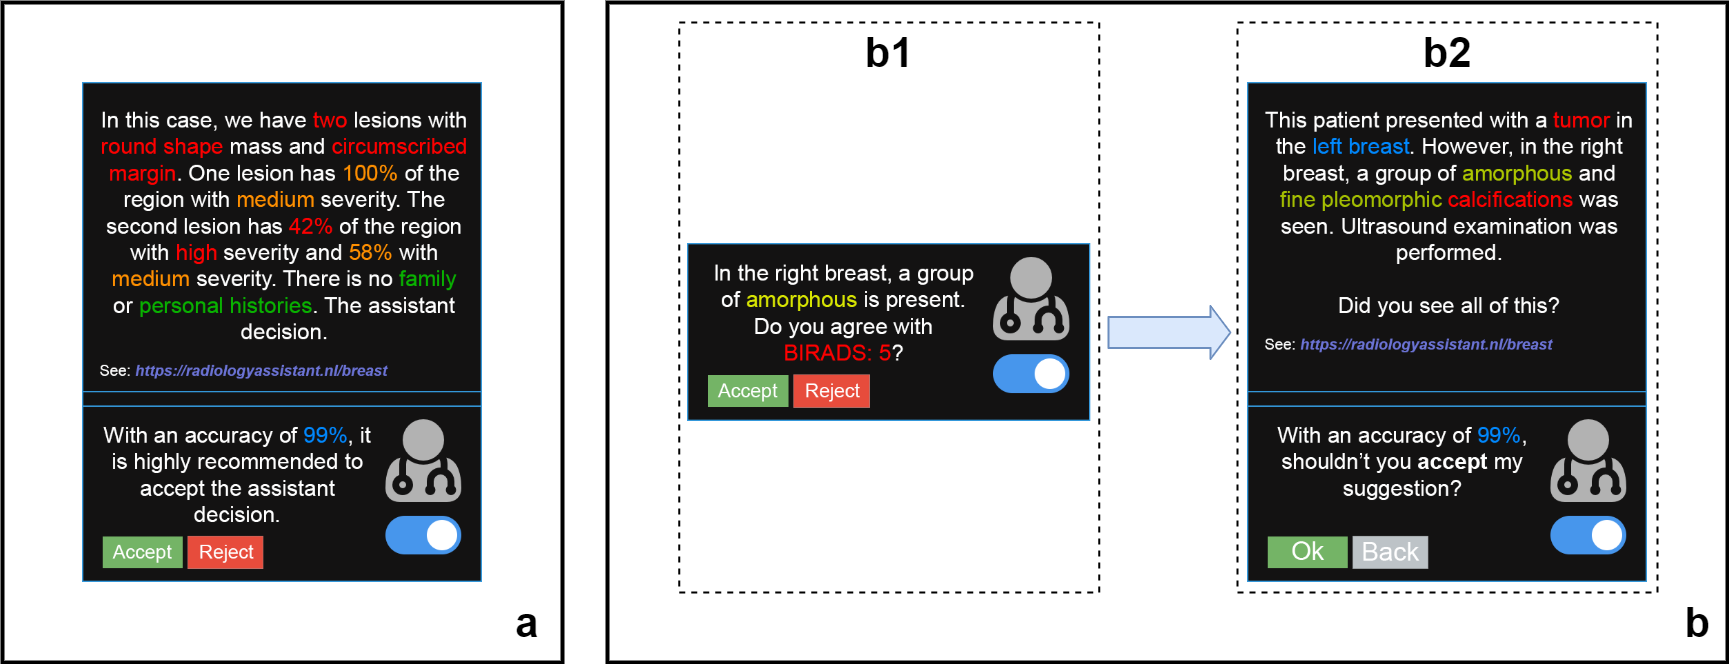 In this case, we have two lesions with
round shape mass and circumscribed
margin. One lesion has 100% of the
region with medium severity. The
second lesion has 42% of the region
with high severity and 58% with
medium severity. There is no family
or personal histories. The assistant
decision.
See: https://radiologyassistant.nl/breast
With an accuracy of 99%, it
is highly recommended to
accept the assistant
decision.
Accept Reject
a
b1
In the right breast, a group
of amorphous is present.
Do you agree with
BIRADS: 5?
Accept Reject
b2
This patient presented with a tumor in
the left breast. However, in the right
breast, a group of amorphous and
fine pleomorphic calcifications was
seen. Ultrasound examination was
performed.
Did you see all of this?
See: https://radiologyassistant.nl/breast
With an accuracy of 99%,
shouldn't you accept my
suggestion?
Ok Back
b